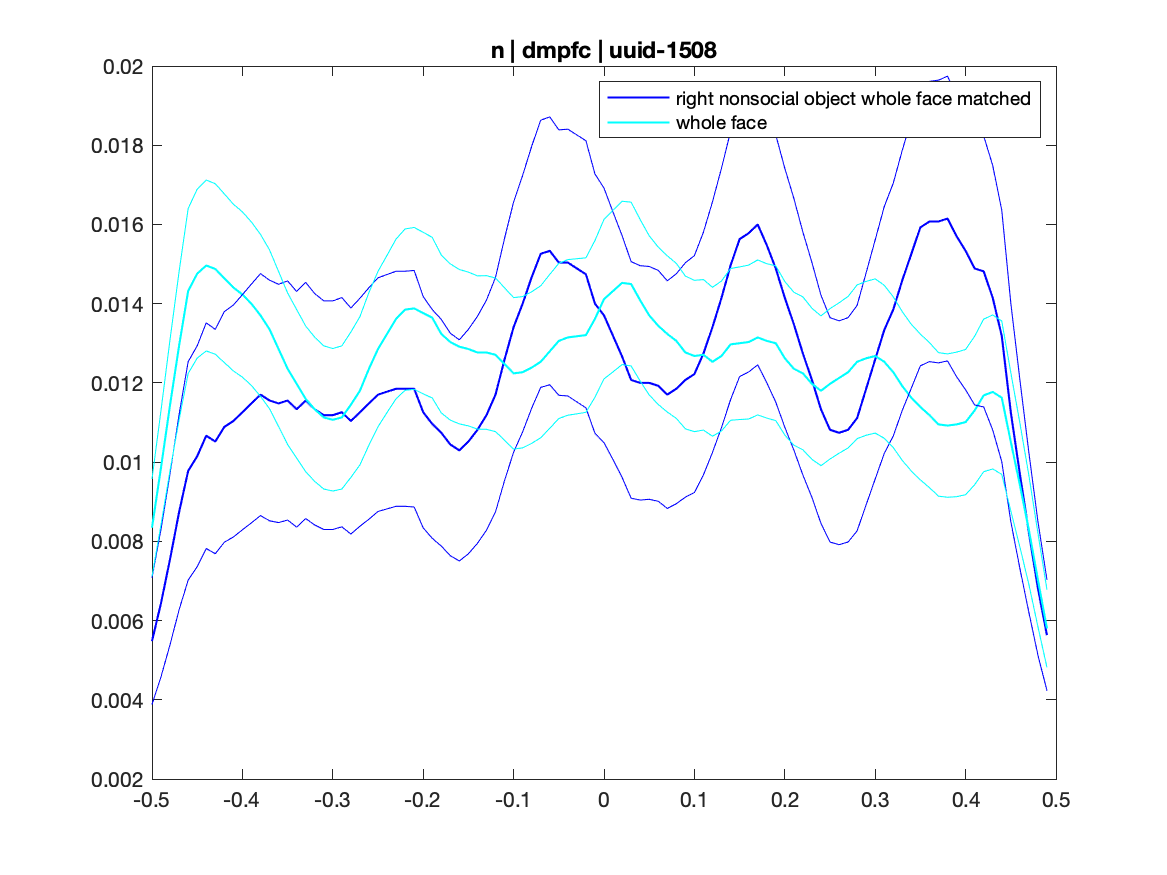 n | dmpfc | uuid-1508
right nonsocial object whole face matched
whole face
0.02
0.018
0.016
0.014
0.012
0.01
0.008
0.006
0.004
0.002
-0.5 -0.4 -0.3 -0.2 -0.1 0 0.1 0.2 0.3 0.4 0.5